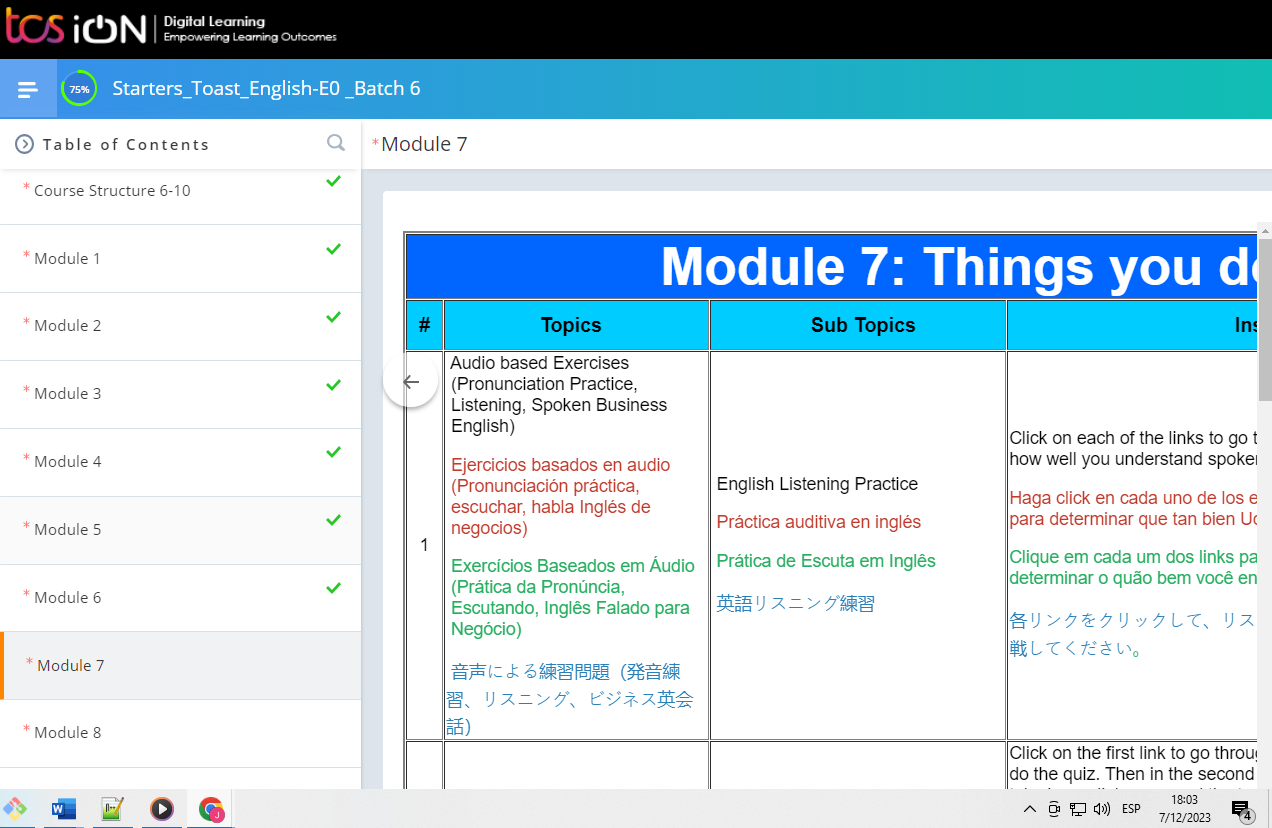 tcs iON
Digital Learning
Empowering Learning Outcomes
75%
Starters_Toast_English-E0 _Batch 6
Table of Contents
* Course Structure 6-10
* Module 1
* Module 2
* Module 3
* Module 4
* Module 5
* Module 6
* Module 7
* Module 8
*Module 7
Module 7: Things you do
#
Topics
Sub Topics
Ins
1
Audio based Exercises
(Pronunciation Practice,
Listening, Spoken Business
English)
Ejercicios basados en audio
(Pronunciación práctica,
escuchar, habla Inglés de
negocios)
Exercícios Baseados em Áudio
(Prática da Pronúncia,
Escutando, Inglês Falado para
Negócio)
音声による練習問題（発音練
習、リスニング、ビジネス英会
話）
English Listening Practice
Práctica auditiva en inglés
Prática de Escuta em Inglês
英語リスニング練習
Click on each of the links to go
how well you understand
Haga click en cada uno de los
para determinar que tan bien
Clique em cada um dos links
determinar o quão bem você
各リンクをクリックして、リス
戦してください。
Click on the first link to go
do the quiz. Then in the second
ESP
18:03
7/12/2023
4
J